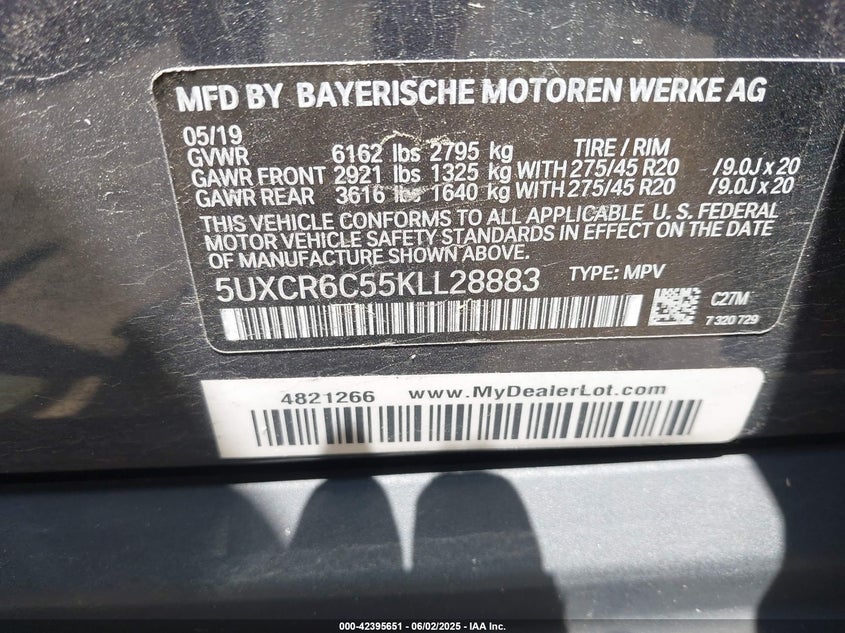 MFD BY BAYERISCHE MOTOREN WERKE AG
05/19
GVWR 6162 lbs 2795 kg TIRE / RIM
GAWR FRONT 2921 lbs 1325 kg WITH 275/45 R20 /9.0J x 20
GAWR REAR 3616 lbs 1640 kg WITH 275/45 R20 /9.0J x 20
THIS VEHICLE CONFORMS TO ALL APPLICABLE U. S. FEDERAL
MOTOR VEHICLE SAFETY STANDARDS IN EFFECT ON THE DATE
OF MANUFACTURE SHOWN ABOVE.
5UXCR6C55KLL28883 TYPE: MPV
C27M
7 320 729
4821266 www.MyDealerLot.com
000-42395651 - 06/02/2025 - IAA Inc.